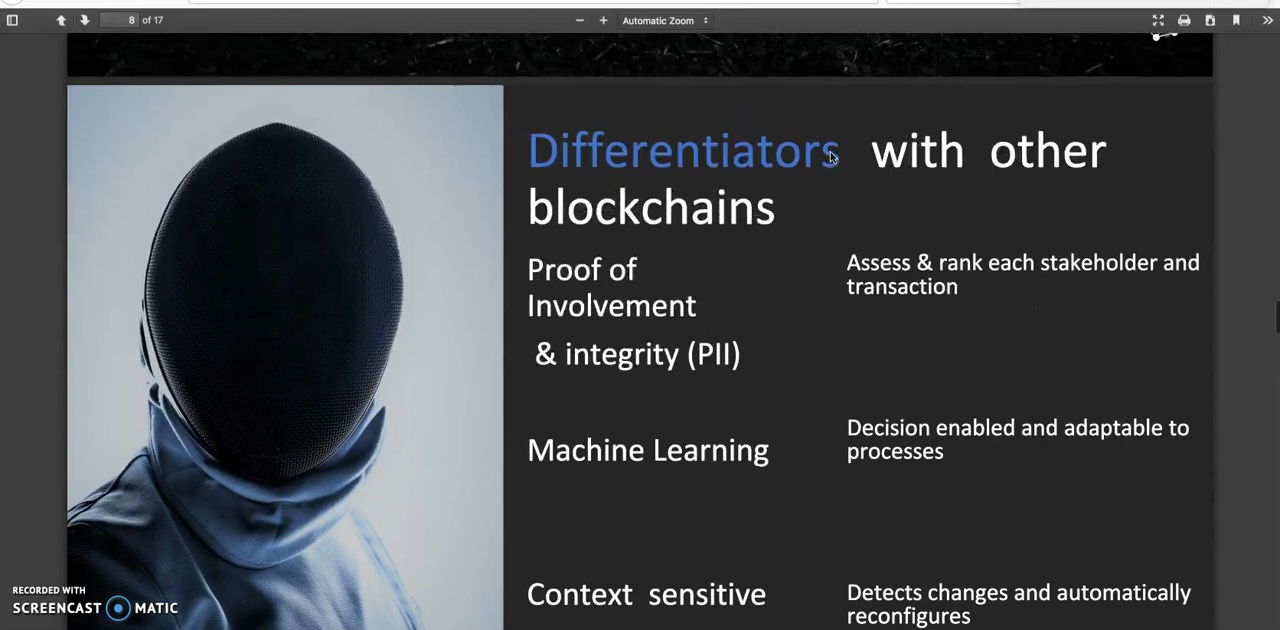 8 of 17
Automatic Zoom
Differentiators with other
blockchains
Proof of
Involvement
& integrity (PII)
Assess & rank each stakeholder and
transaction
Machine Learning
Decision enabled and adaptable to
processes
Context sensitive
Detects changes and automatically
reconfigures
RECORDED WITH
SCREENCAST MATIC